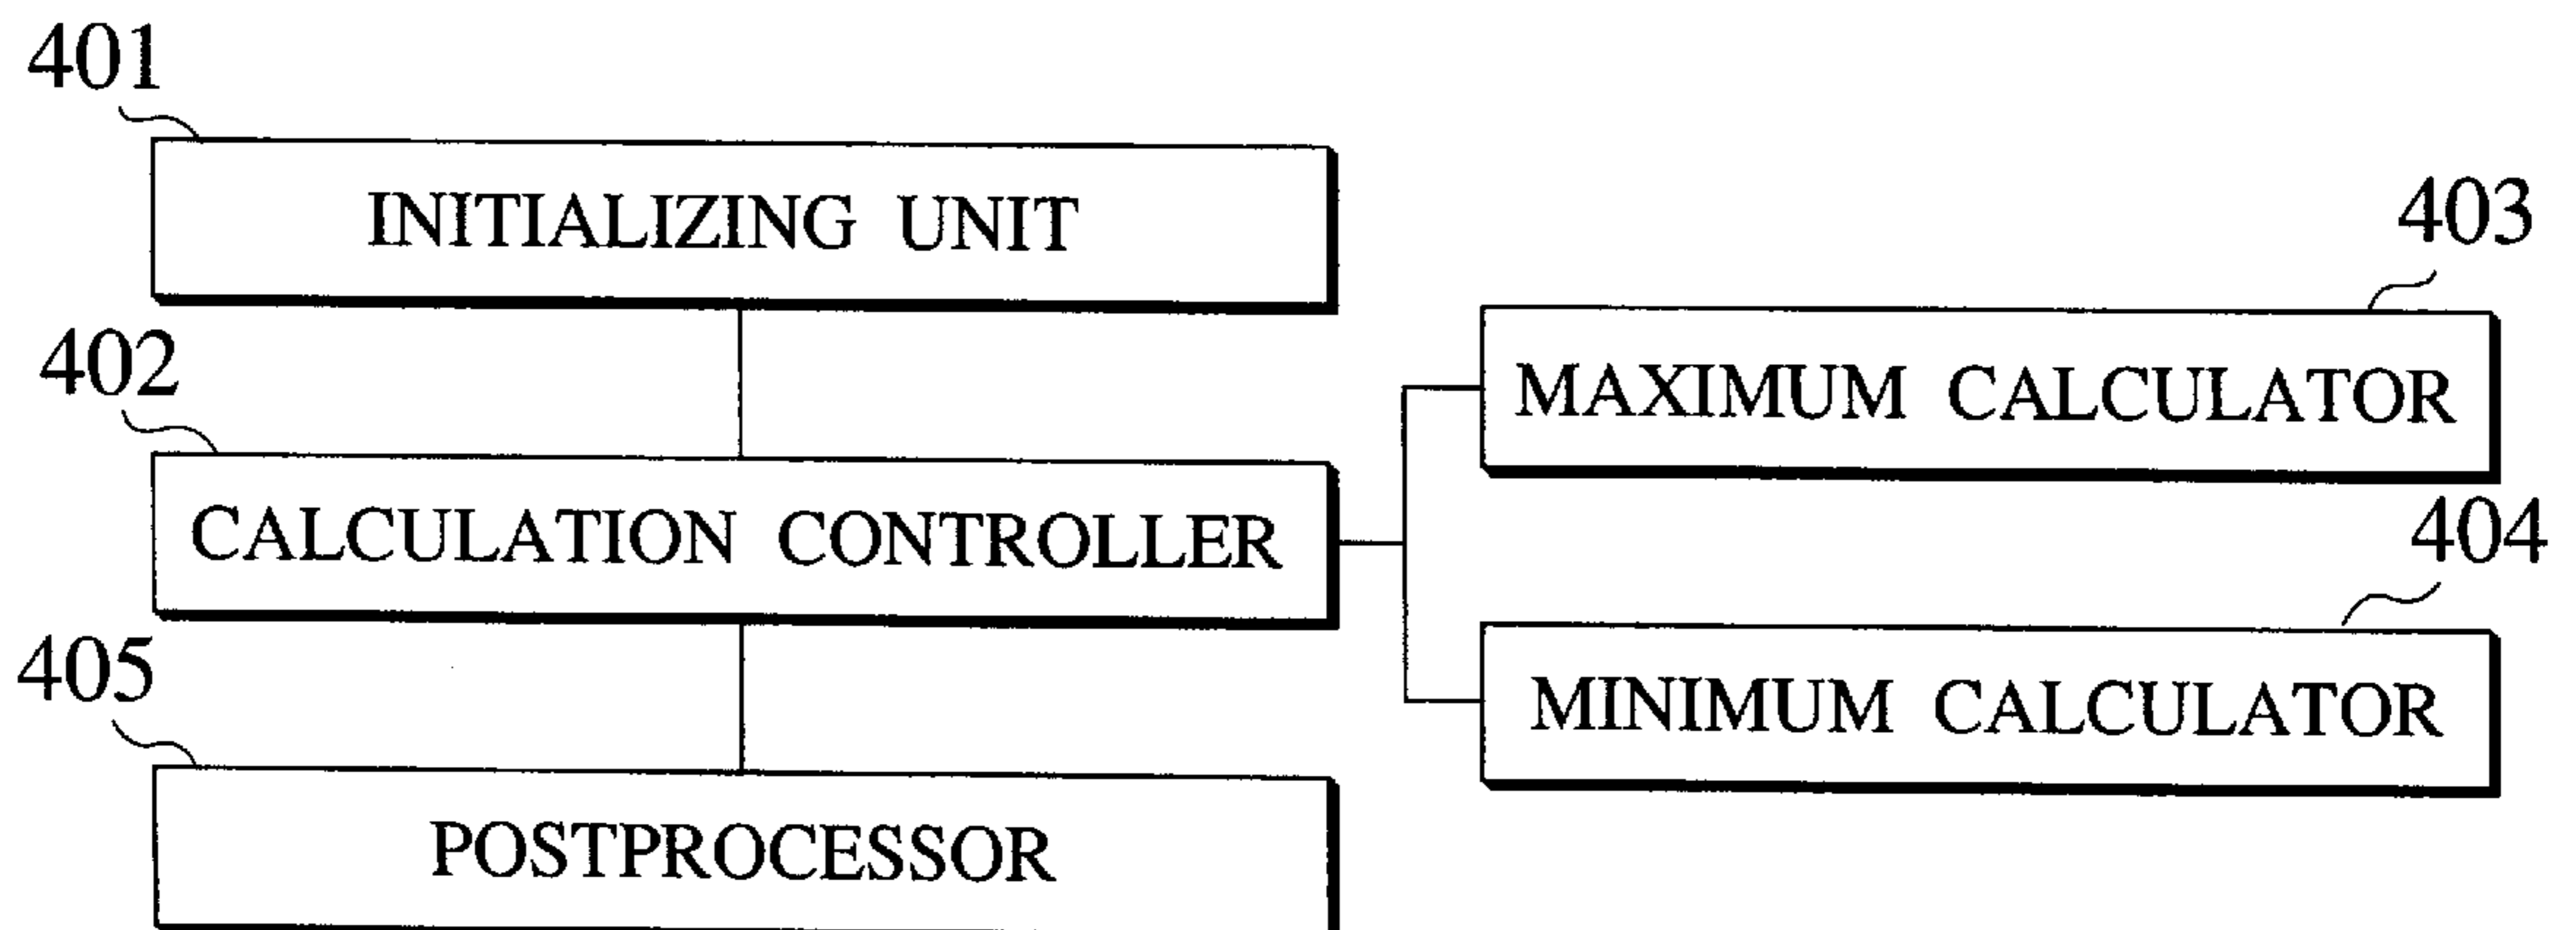 401
INITIALIZING UNIT
403
402
MAXIMUM CALCULATOR
CALCULATION CONTROLLER
404
405
MINIMUM CALCULATOR
POSTPROCESSOR